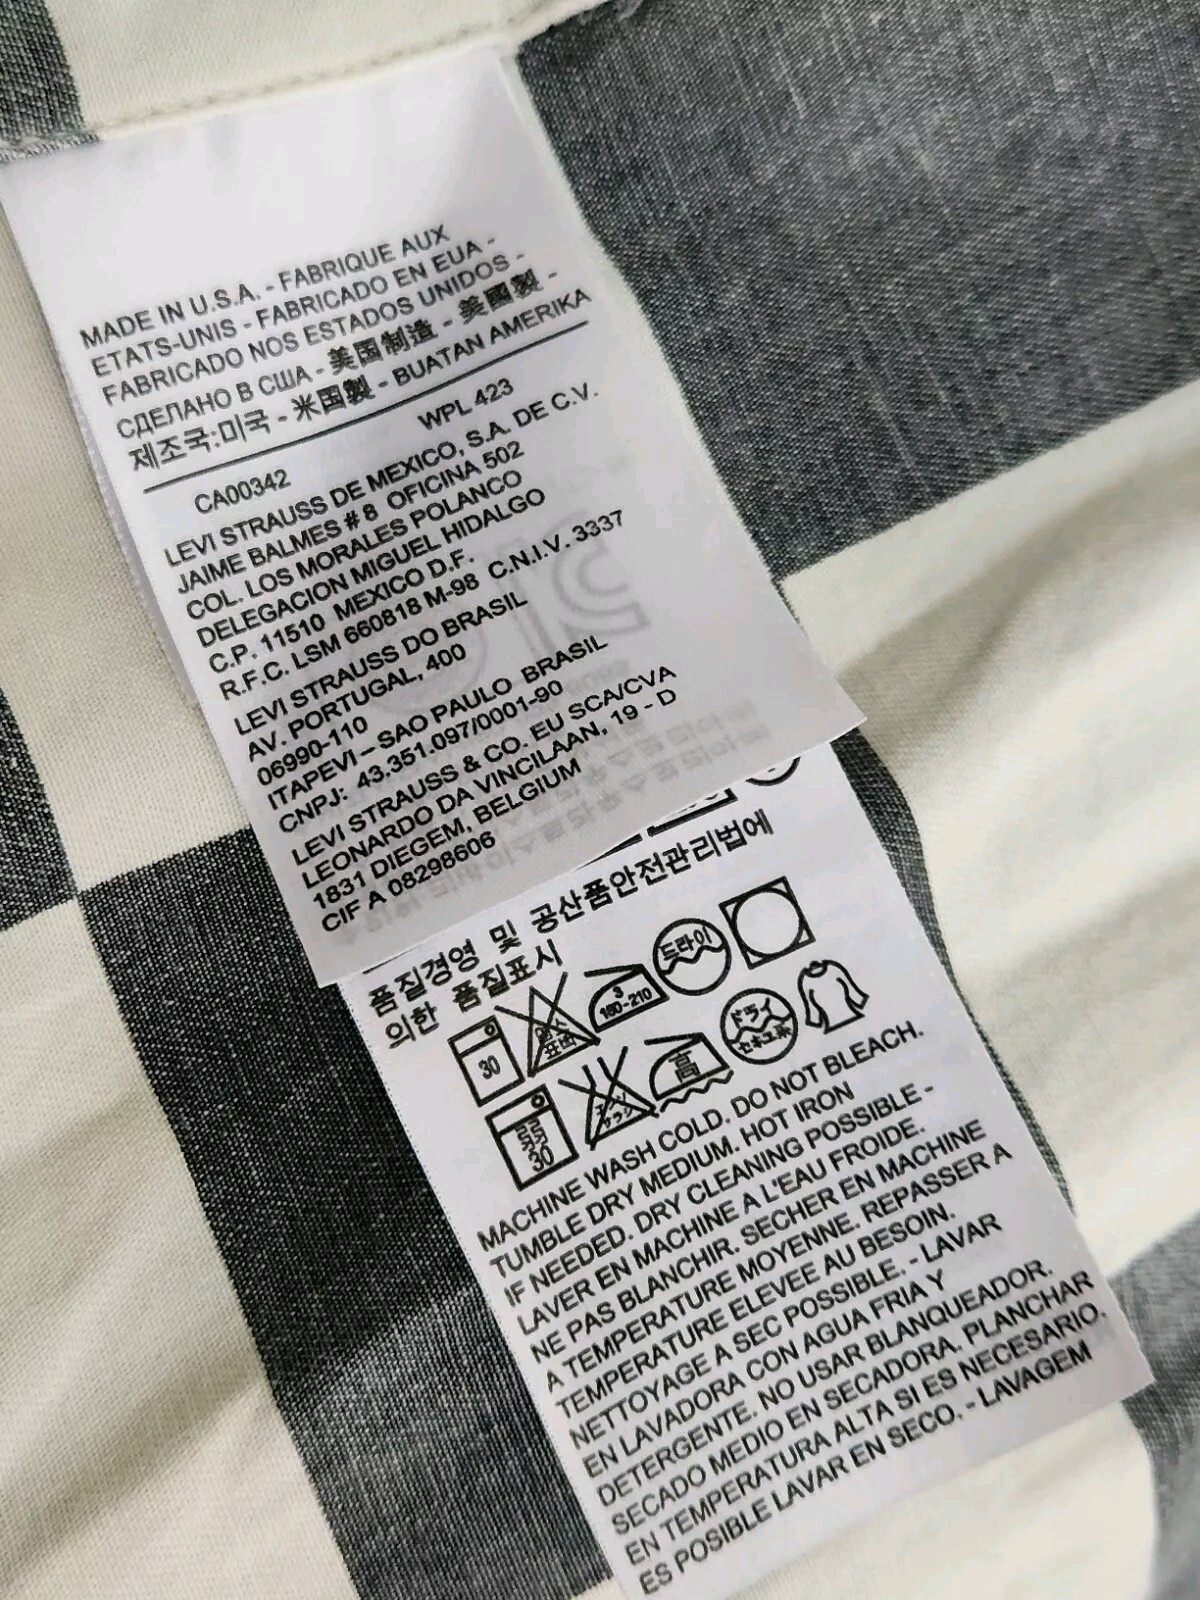 MADE IN U.S.A. - FABRIQUE AUX
ETATS-UNIS - FABRICADO EN EUA -
FABRICADO NOS ESTADOS UNIDOS -
СДЕЛАНО В США - 美国制造 - 美國製 -
제조국:미국 - 米国製 - BUATAN AMERIKA
WPL 423
CA00342
LEVI STRAUSS DE MEXICO, S.A. DE C.V.
JAIME BALMES # 8 OFICINA 502
COL. LOS MORALES POLANCO
DELEGACION MIGUEL HIDALGO
C.P. 11510 MEXICO D.F.
R.F.C. LSM 660818 M-98 C.N.I.V. 3337
LEVI STRAUSS DO BRASIL
AV. PORTUGAL, 400
06990-110
ITAPEVI – SAO PAULO BRASIL
CNPJ: 43.351.097/0001-90
LEVI STRAUSS & CO. EU SCA/CVA
LEONARDO DA VINCILAAN, 19 - D
1831 DIEGEM, BELGIUM
CIF A 08298606
품질경영 및 공산품안전관리법에
의한 품질표시
30
3
180-210
드라이
30
高
ドライ
MACHINE WASH COLD. DO NOT BLEACH.
TUMBLE DRY MEDIUM. HOT IRON
IF NEEDED. DRY CLEANING POSSIBLE -
LAVER EN MACHINE A L'EAU FROIDE.
NE PAS BLANCHIR. SECHER EN MACHINE
A TEMPERATURE MOYENNE. REPASSER A
TEMPERATURE ELEVEE AU BESOIN.
NETTOYAGE A SEC POSSIBLE. - LAVAR
EN LAVADORA CON AGUA FRIA Y
DETERGENTE. NO USAR BLANQUEADOR.
SECADO MEDIO EN SECADORA. PLANCHAR
EN TEMPERATURA ALTA SI ES NECESARIO.
ES POSIBLE LAVAR EN SECO. - LAVAGEM